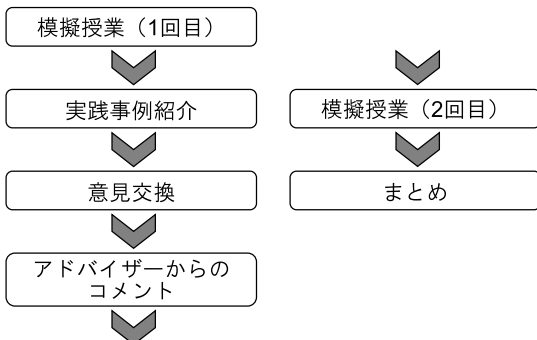 模擬授業（1回目）
実践事例紹介
意見交換
アドバイザーからの
コメント
模擬授業（2回目）
まとめ